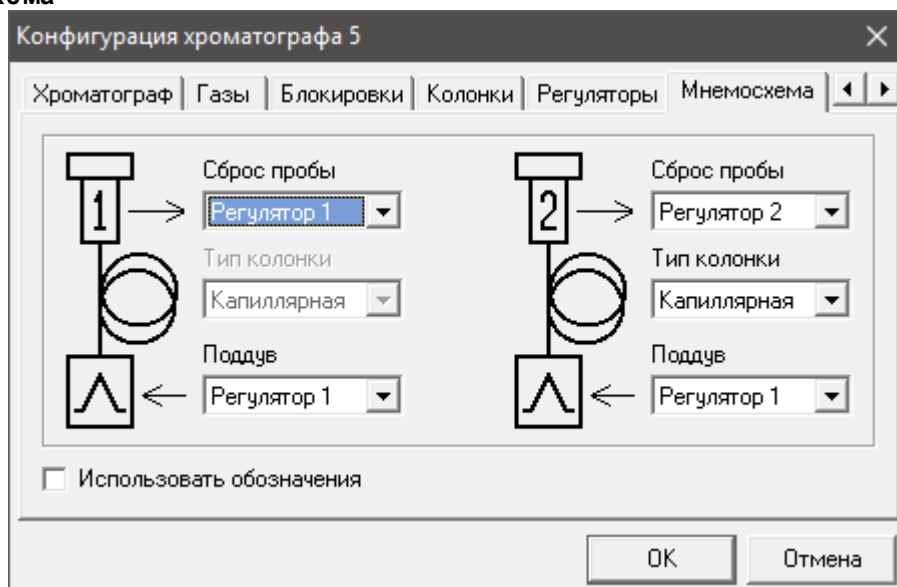 Конфигурация хроматографа 5
Хроматограф Газы Блокировки Колонки Регуляторы Мнемосхема
1 Сброс пробы
Регулятор 1
Тип колонки
Капиллярная
Поддув
Регулятор 1
2 Сброс пробы
Регулятор 2
Тип колонки
Капиллярная
Поддув
Регулятор 1
Использовать обозначения
OK Отмена